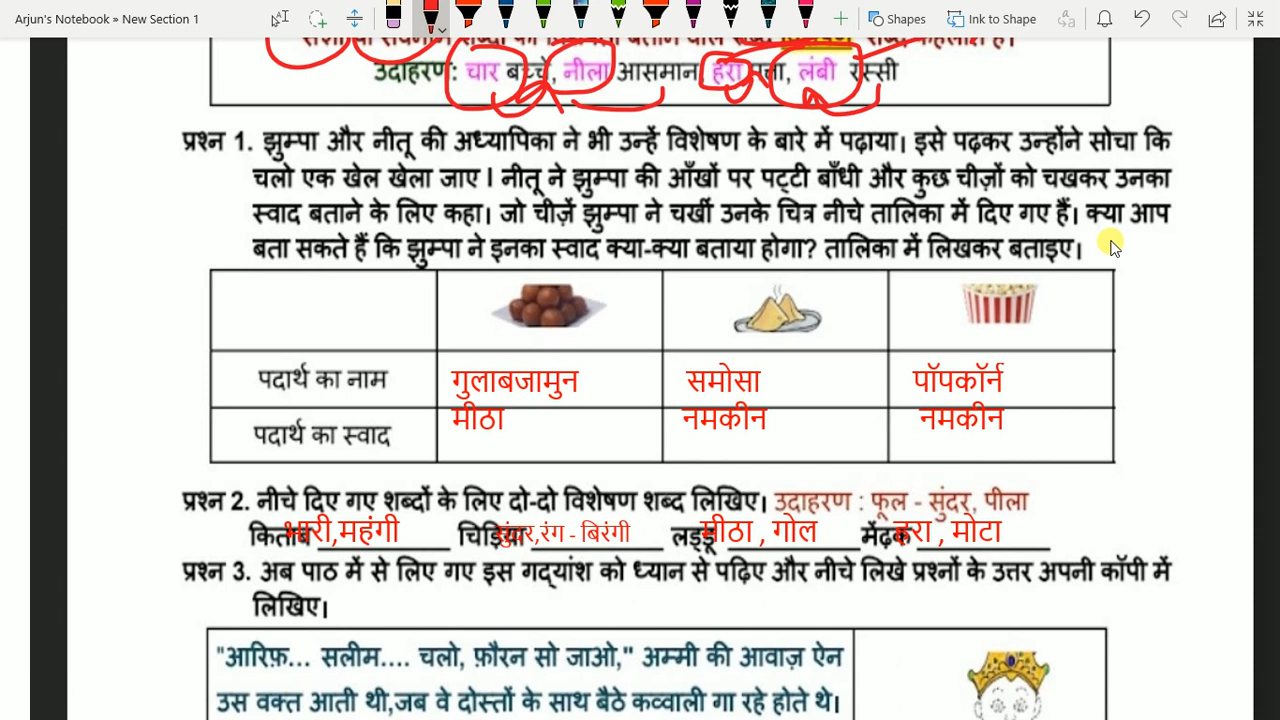 Arjun's Notebook » New Section 1
Shapes
Ink to Shape
उदाहरण: चार बच्चे, नीला आसमान, हरा पत्ता, लंबी रस्सी
प्रश्न 1. झुम्पा और नीतू की अध्यापिका ने भी उन्हें विशेषण के बारे में पढ़ाया। इसे पढ़कर उन्होंने सोचा कि
चलो एक खेल खेला जाए l नीतू ने झुम्पा की आँखों पर पट्टी बाँधी और कुछ चीज़ों को चखकर उनका
स्वाद बताने के लिए कहा। जो चीज़ें झुम्पा ने चखीं उनके चित्र नीचे तालिका में दिए गए हैं। क्या आप
बता सकते हैं कि झुम्पा ने इनका स्वाद क्या-क्या बताया होगा? तालिका में लिखकर बताइए।
पदार्थ का नाम गुलाबजामुन समोसा पॉपकॉर्न
मीठा नमकीन नमकीन
पदार्थ का स्वाद
प्रश्न 2. नीचे दिए गए शब्दों के लिए दो-दो विशेषण शब्द लिखिए। उदाहरण : फूल - सुंदर, पीला
किताब भारी,महंगी चिड़िया सुंदर,रंग - बिरंगी लड्डू मीठा , गोल मेंढ़क हरा , मोटा
प्रश्न 3. अब पाठ में से लिए गए इस गद्यांश को ध्यान से पढ़िए और नीचे लिखे प्रश्नों के उत्तर अपनी कॉपी में
लिखिए।
"आरिफ़... सलीम.... चलो, फ़ौरन सो जाओ," अम्मी की आवाज़ ऐन
उस वक्त आती थी,जब वे दोस्तों के साथ बैठे कव्वाली गा रहे होते थे।